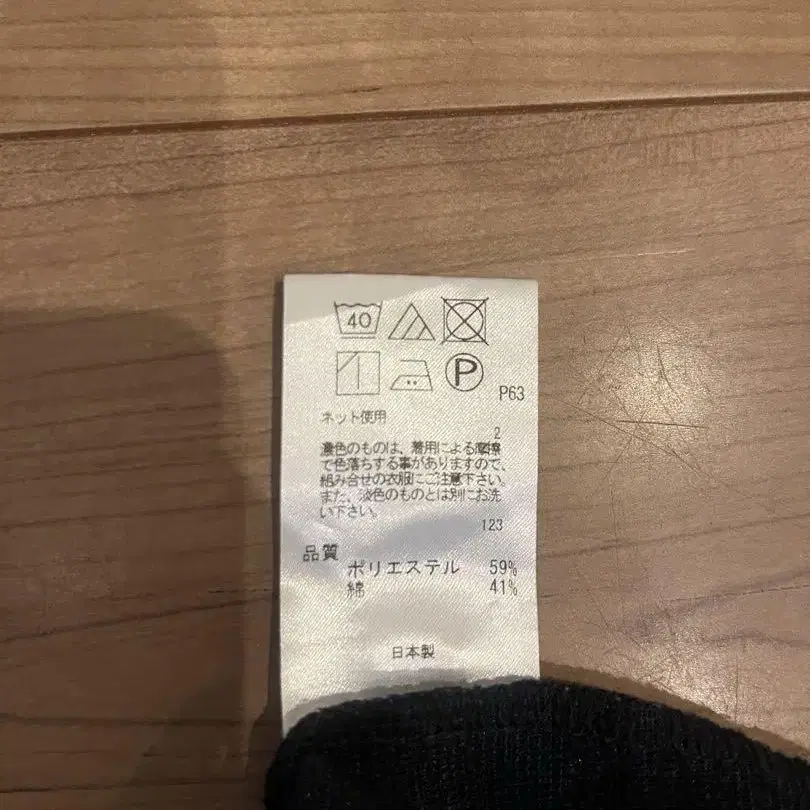 40
P
P63
ネット使用
2
濃色のものは、着用による摩擦
で色落ちする事がありますので、
組み合せの衣服にご注意下さい。
また、淡色のものとは別にお洗
い下さい。
123
品質
ポリエステル 59%
綿 41%
日本製